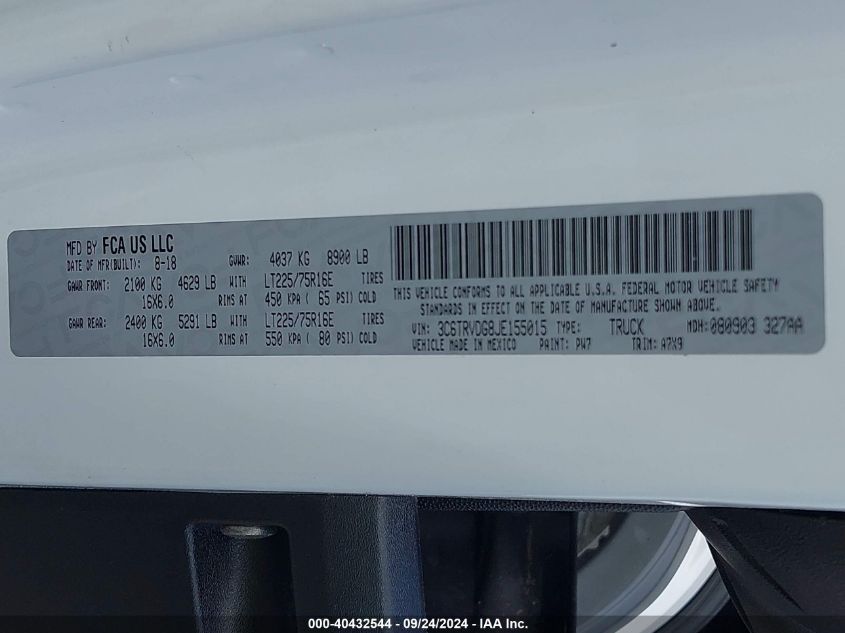 MFD BY FCA US LLC
DATE OF MFR(BUILT): 8-18 GVWR: 4037 KG 8900 LB
GAWR FRONT: 2100 KG 4629 LB WITH LT225/75R16E TIRES
16X6.0 RIMS AT 450 KPA ( 65 PSI) COLD
GAWR REAR: 2400 KG 5291 LB WITH LT225/75R16E TIRES
16X6.0 RIMS AT 550 KPA ( 80 PSI) COLD
THIS VEHICLE CONFORMS TO ALL APPLICABLE U.S.A. FEDERAL MOTOR VEHICLE SAFETY
STANDARDS IN EFFECT ON THE DATE OF MANUFACTURE SHOWN ABOVE.
VIN: 3C6TRVDG8JE155015 TYPE: TRUCK MDH: 080903 327AA
VEHICLE MADE IN MEXICO PAINT: PW7 TRIM: A7X9
000-40432544 - 09/24/2024 - IAA Inc.